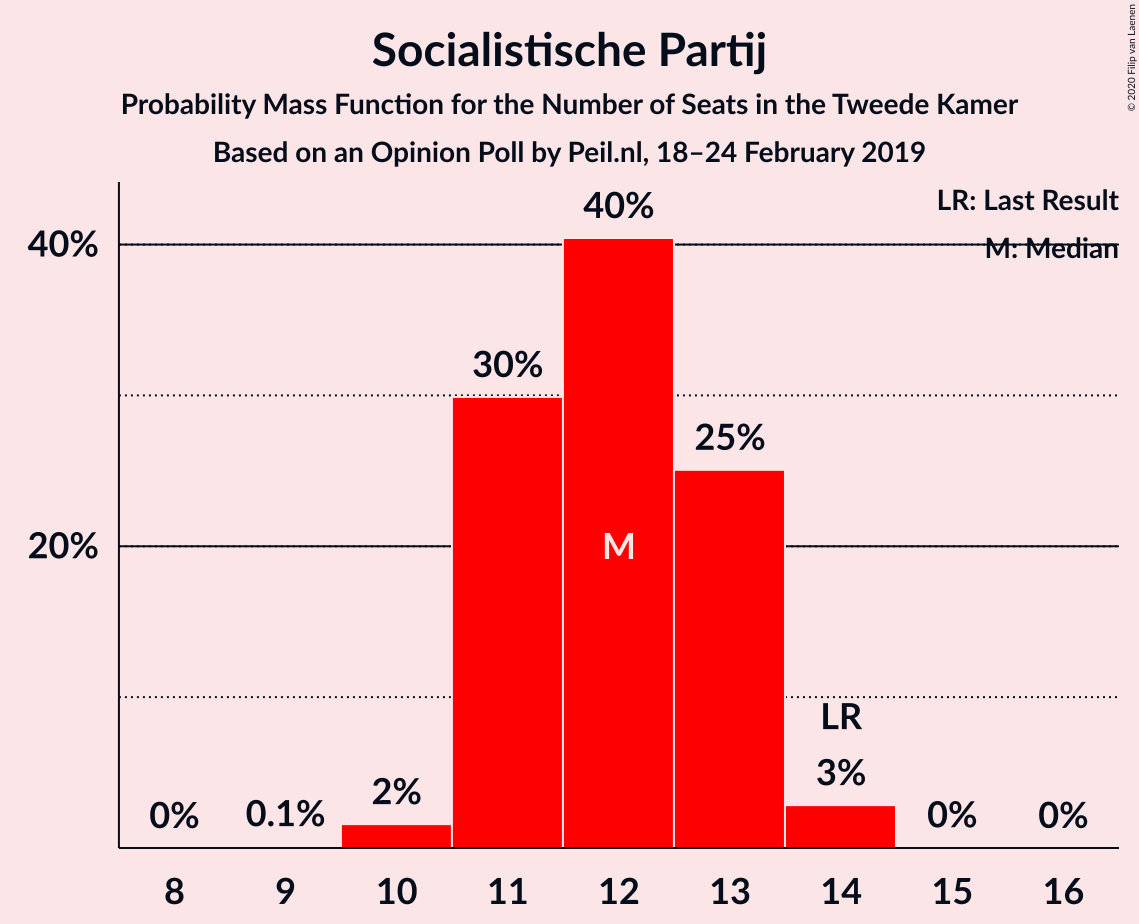 Socialistische Partij
Probability Mass Function for the Number of Seats in the Tweede Kamer
Based on an Opinion Poll by Peil.nl, 18–24 February 2019
© 2020 Filip van Laenen
LR: Last Result
M: Median
40%
20%
0%
0.1%
2%
30%
40%
M
25%
LR
3%
0%
0%
8 9 10 11 12 13 14 15 16